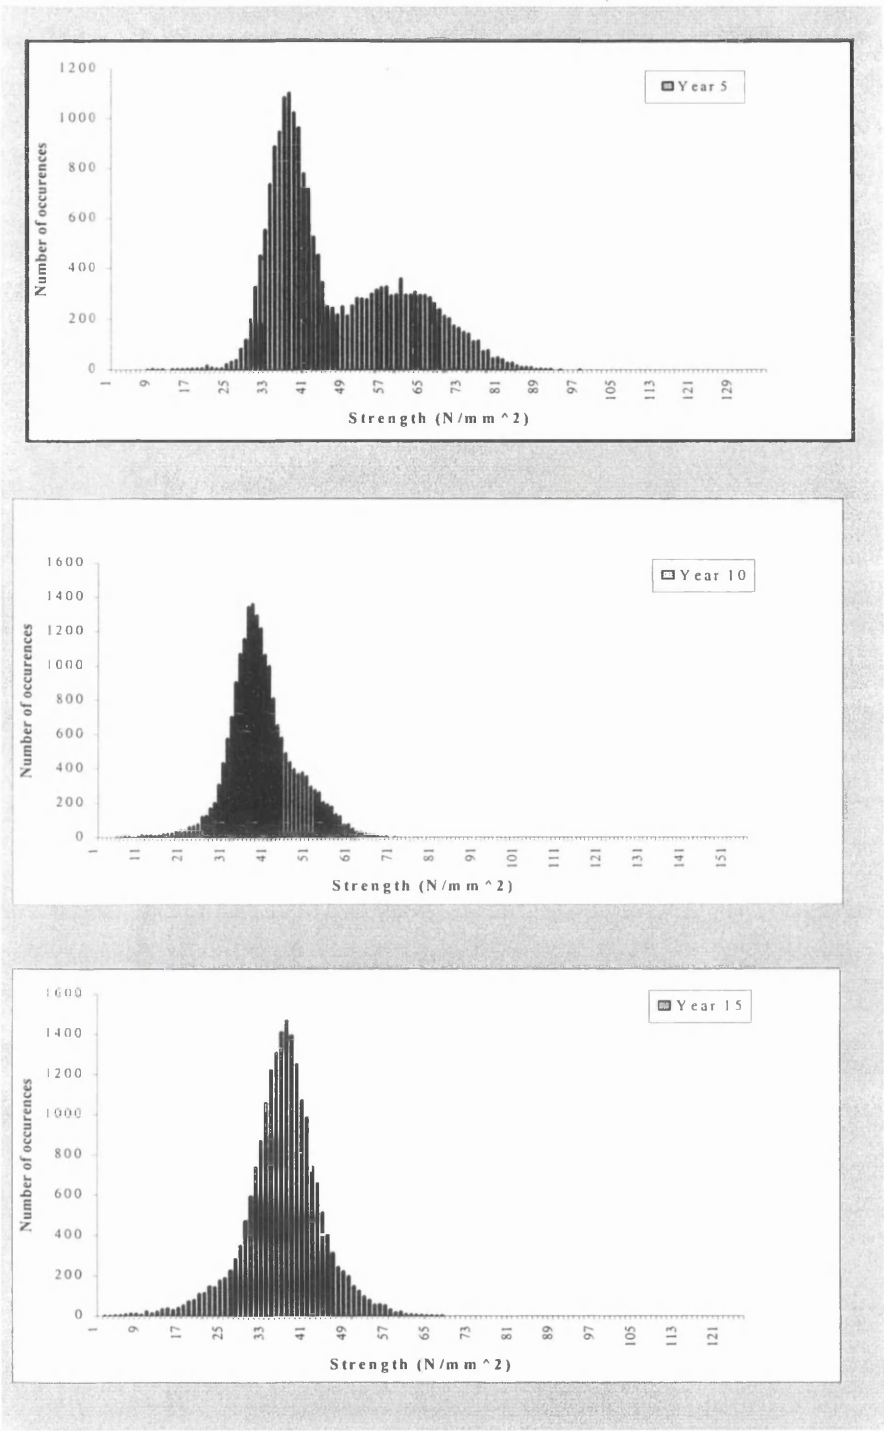 1200
1000
800
600
400
200
0
Number of occurences
Year 5
1 9 17 25 33 41 49 57 65 73 81 89 97 105 113 121 129
Strength (N/mm^2)
1600
1400
1200
1000
800
600
400
200
0
Number of occurences
Year 10
1 11 21 31 41 51 61 71 81 91 101 111 121 131 141 151
Strength (N/mm^2)
1600
1400
1200
1000
800
600
400
200
0
Number of occurences
Year 15
1 9 17 25 33 41 49 57 65 73 81 89 97 105 113 121
Strength (N/mm^2)